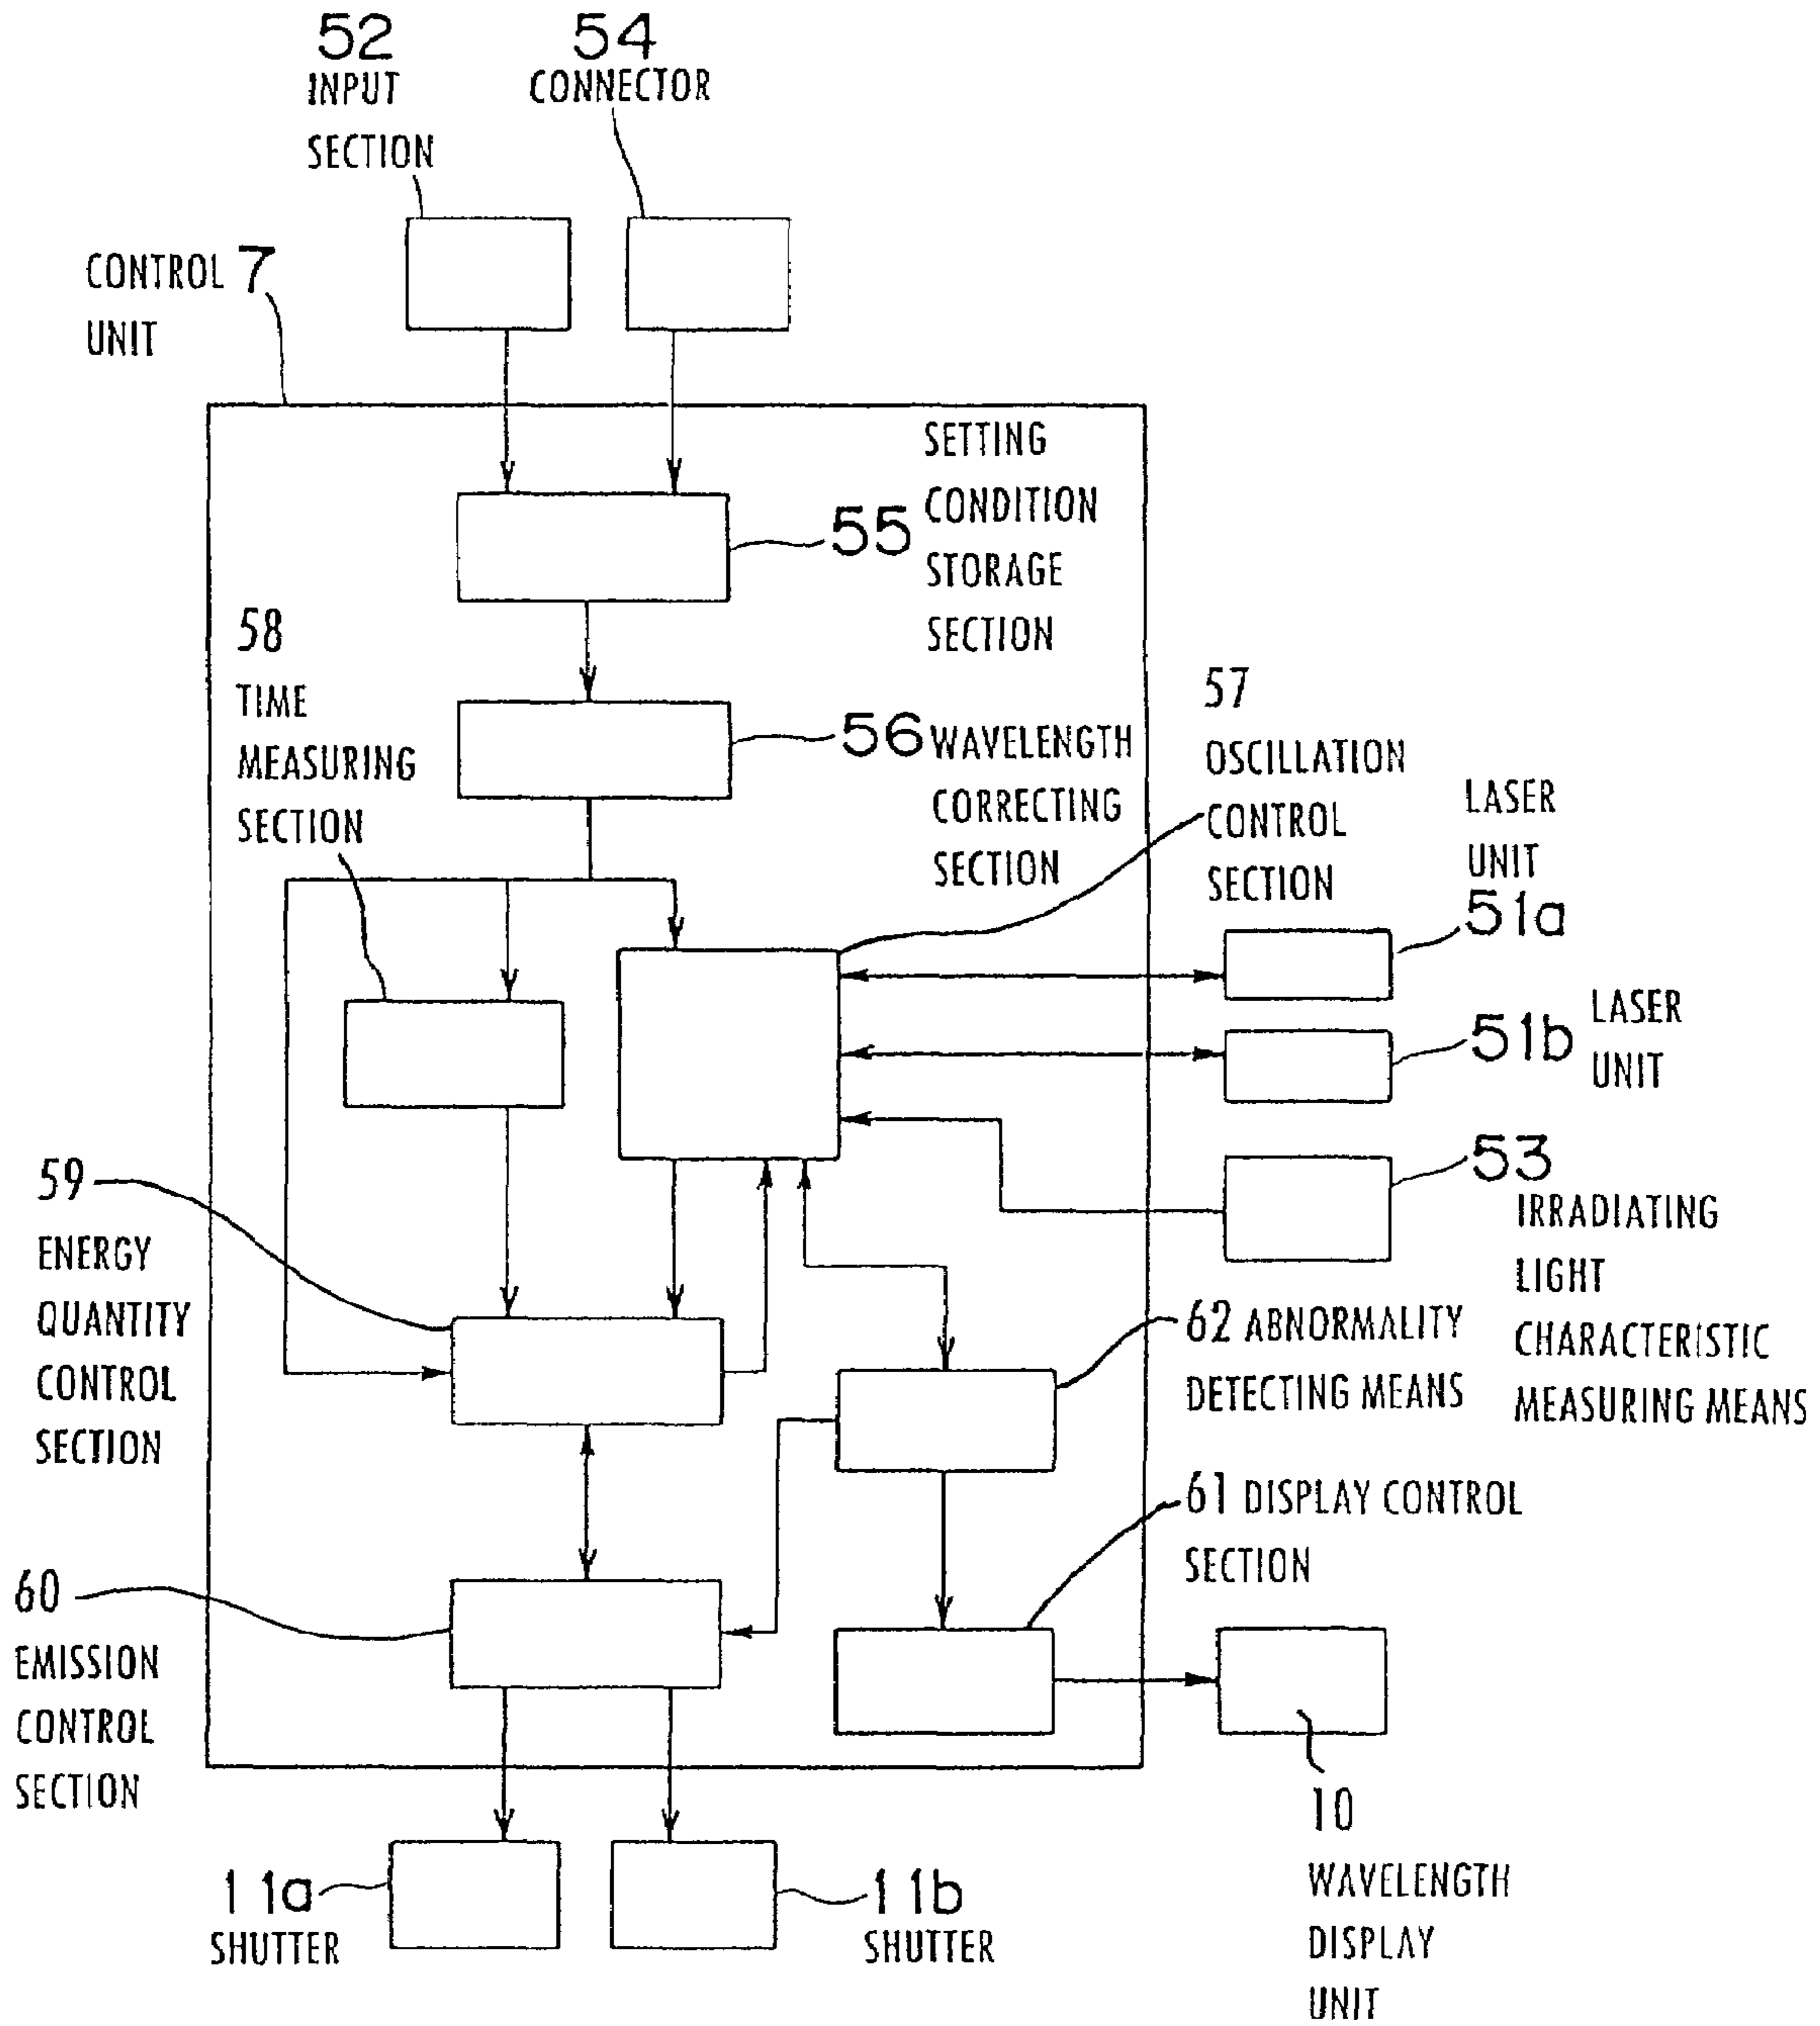 52
INPUT
SECTION
54
CONNECTOR
CONTROL 7
UNIT
SETTING
55 CONDITION
STORAGE
SECTION
58
TIME
MEASURING
SECTION
56 WAVELENGTH
CORRECTING
SECTION
57
OSCILLATION
CONTROL
SECTION
LASER
UNIT
51a
51b LASER
UNIT
53
IRRADIATING
LIGHT
CHARACTERISTIC
MEASURING MEANS
59
ENERGY
QUANTITY
CONTROL
SECTION
62 ABNORMALITY
DETECTING MEANS
61 DISPLAY CONTROL
SECTION
60
EMISSION
CONTROL
SECTION
11a
SHUTTER
11b
SHUTTER
10
WAVELENGTH
DISPLAY
UNIT